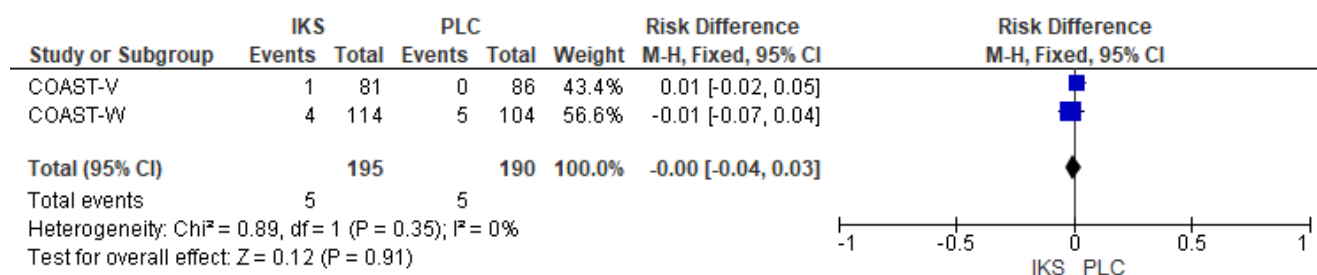 IKS PLC Risk Difference Risk Difference
Study or Subgroup Events Total Events Total Weight M-H, Fixed, 95% CI M-H, Fixed, 95% CI
COAST-V 1 81 0 86 43.4% 0.01 [-0.02, 0.05]
COAST-W 4 114 5 104 56.6% -0.01 [-0.07, 0.04]
Total (95% CI) 195 190 100.0% -0.00 [-0.04, 0.03]
Total events 5 5
Heterogeneity: Chi² = 0.89, df = 1 (P = 0.35); I² = 0%
Test for overall effect: Z = 0.12 (P = 0.91)
-1 -0.5 0 0.5 1
IKS PLC